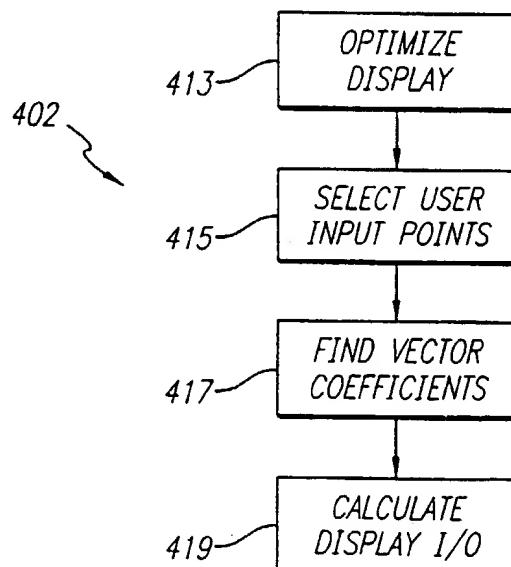 OPTIMIZE
DISPLAY
413
402
SELECT USER
INPUT POINTS
415
FIND VECTOR
COEFFICIENTS
417
CALCULATE
DISPLAY I/O
419